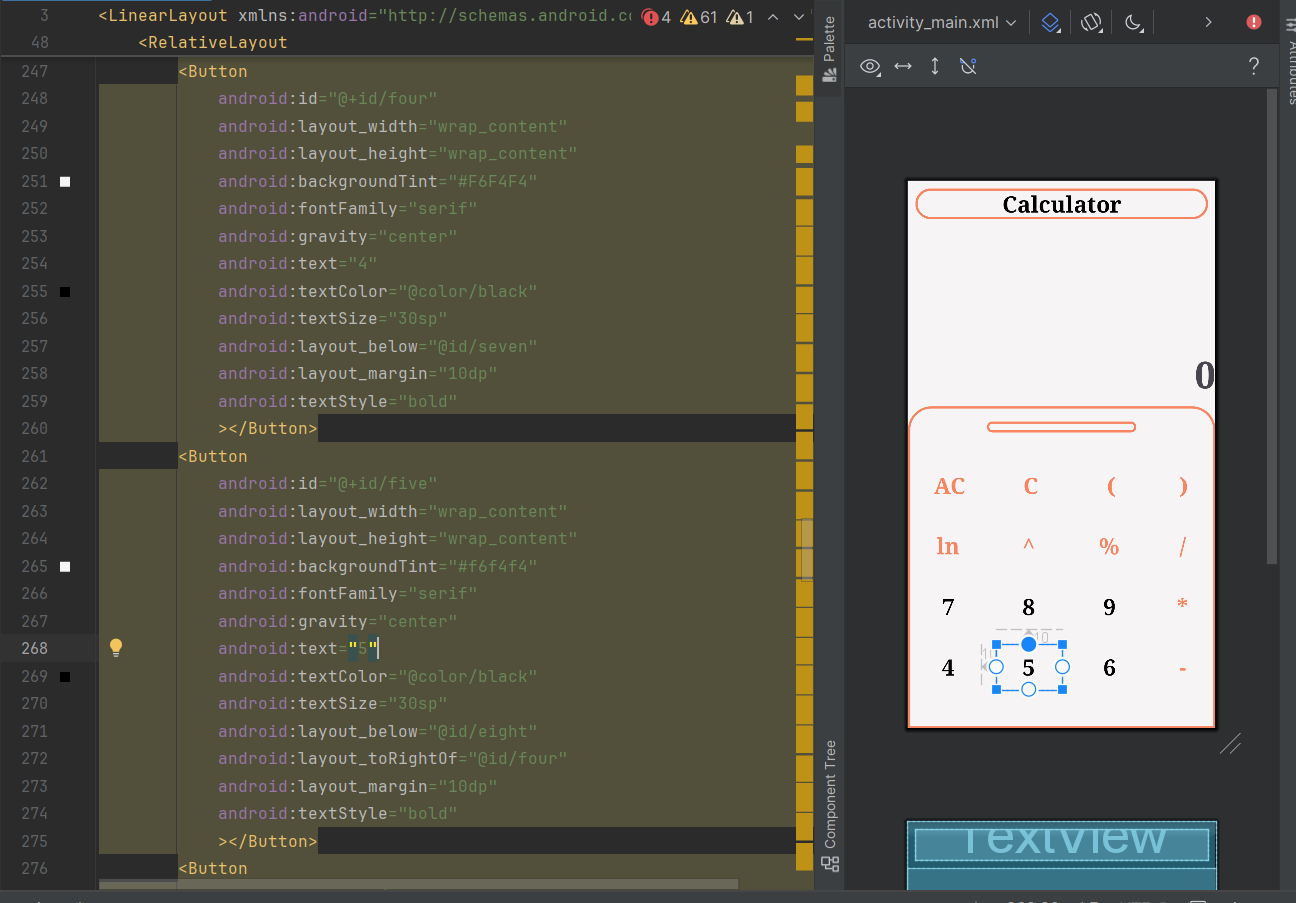 3 <LinearLayout xmlns:android="http://schemas.android.co 4 61 1
48 <RelativeLayout
247 <Button
248 android:id="@+id/four"
249 android:layout_width="wrap_content"
250 android:layout_height="wrap_content"
251 android:backgroundTint="#F6F4F4"
252 android:fontFamily="serif"
253 android:gravity="center"
254 android:text="4"
255 android:textColor="@color/black"
256 android:textSize="30sp"
257 android:layout_below="@id/seven"
258 android:layout_margin="10dp"
259 android:textStyle="bold"
260 ></Button>
261 <Button
262 android:id="@+id/five"
263 android:layout_width="wrap_content"
264 android:layout_height="wrap_content"
265 android:backgroundTint="#f6f4f4"
266 android:fontFamily="serif"
267 android:gravity="center"
268 android:text="5"
269 android:textColor="@color/black"
270 android:textSize="30sp"
271 android:layout_below="@id/eight"
272 android:layout_toRightOf="@id/four"
273 android:layout_margin="10dp"
274 android:textStyle="bold"
275 ></Button>
276 <Button
Palette
Component Tree
activity_main.xml
?
Attributes
Calculator
0
AC C ( )
ln ^ % /
7 8 9 *
10
10
4 5 6 -
TextView